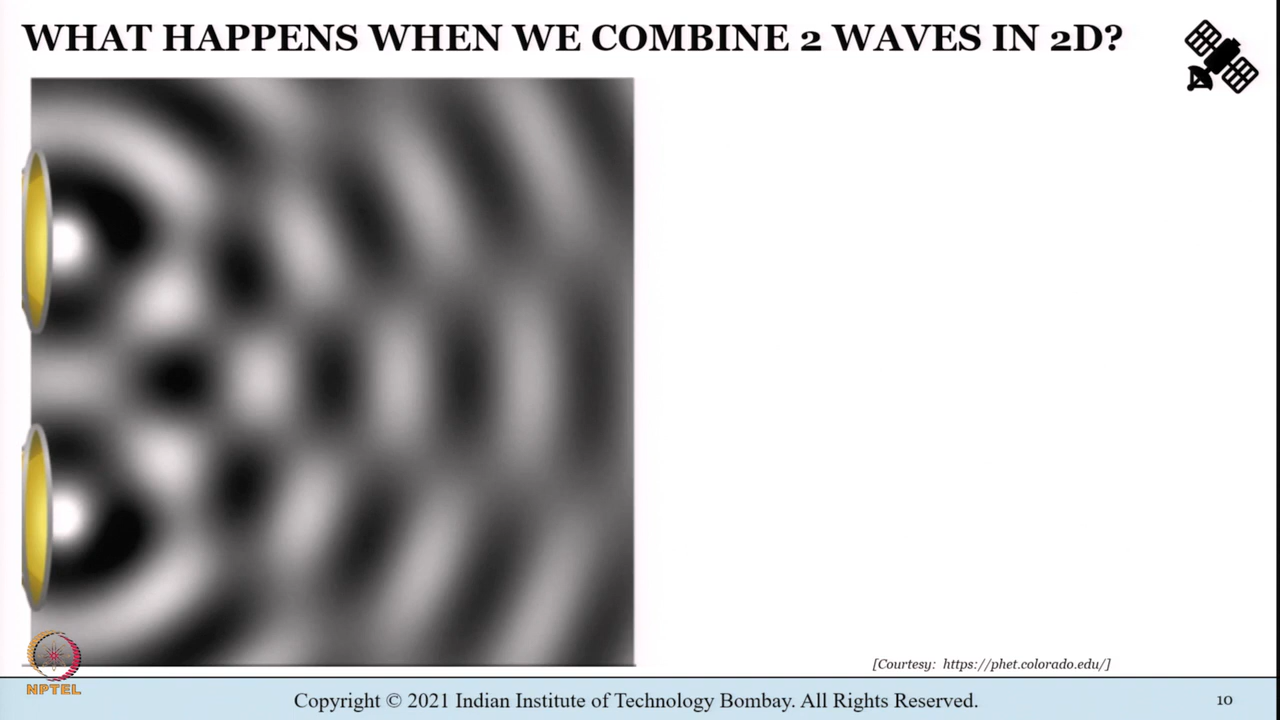 WHAT HAPPENS WHEN WE COMBINE 2 WAVES IN 2D?
[Courtesy: https://phet.colorado.edu/]
NPTEL
Copyright © 2021 Indian Institute of Technology Bombay. All Rights Reserved.
10